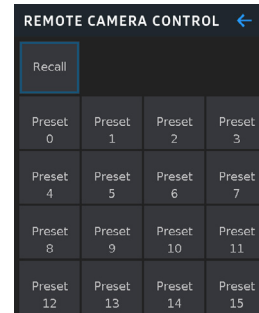 REMOTE CAMERA CONTROL
Recall
Preset 0
Preset 1
Preset 2
Preset 3
Preset 4
Preset 5
Preset 6
Preset 7
Preset 8
Preset 9
Preset 10
Preset 11
Preset 12
Preset 13
Preset 14
Preset 15